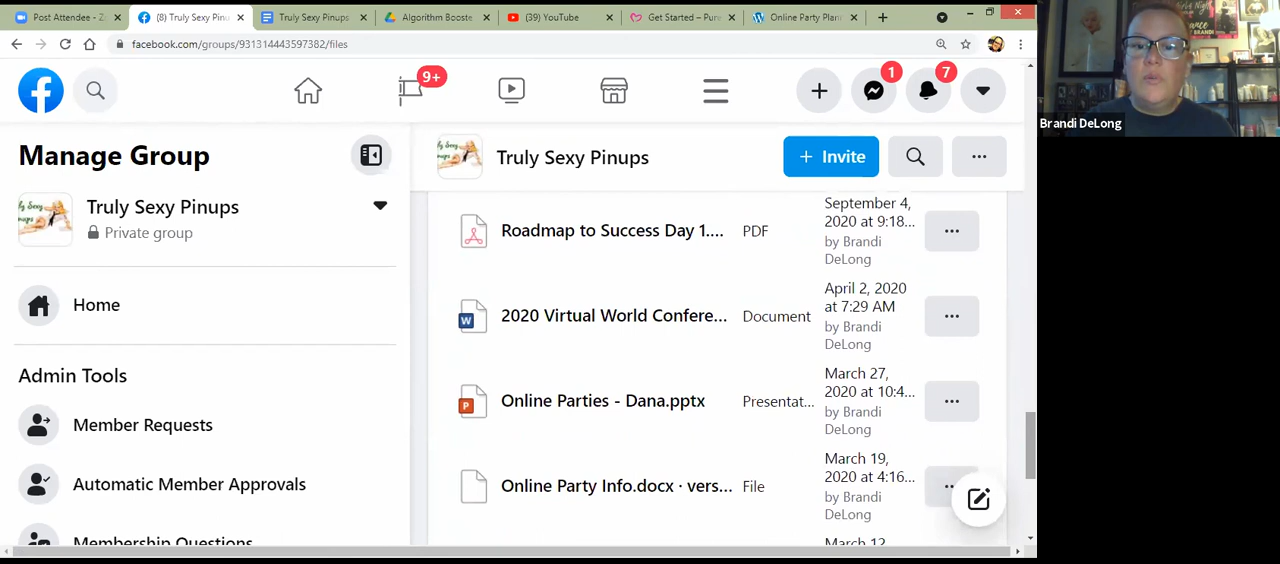 Post Attendee - Z
(8) Truly Sexy Pinu
Truly Sexy Pinups
Algorithm Booste
(39) YouTube
Get Started – Pure
Online Party Plan
facebook.com/groups/931314443597382/files
9+
1
7
Brandi DeLong
Manage Group
Truly Sexy Pinups
Private group
Home
Admin Tools
Member Requests
Automatic Member Approvals
Membership Questions
Truly Sexy Pinups
+ Invite
Roadmap to Success Day 1....
PDF
September 4,
2020 at 9:18...
by Brandi
DeLong
2020 Virtual World Confere...
Document
April 2, 2020
at 7:29 AM
by Brandi
DeLong
Online Parties - Dana.pptx
Presentat...
March 27,
2020 at 10:4...
by Brandi
DeLong
Online Party Info.docx · vers...
File
March 19,
2020 at 4:16...
by Brandi
DeLong
March 12